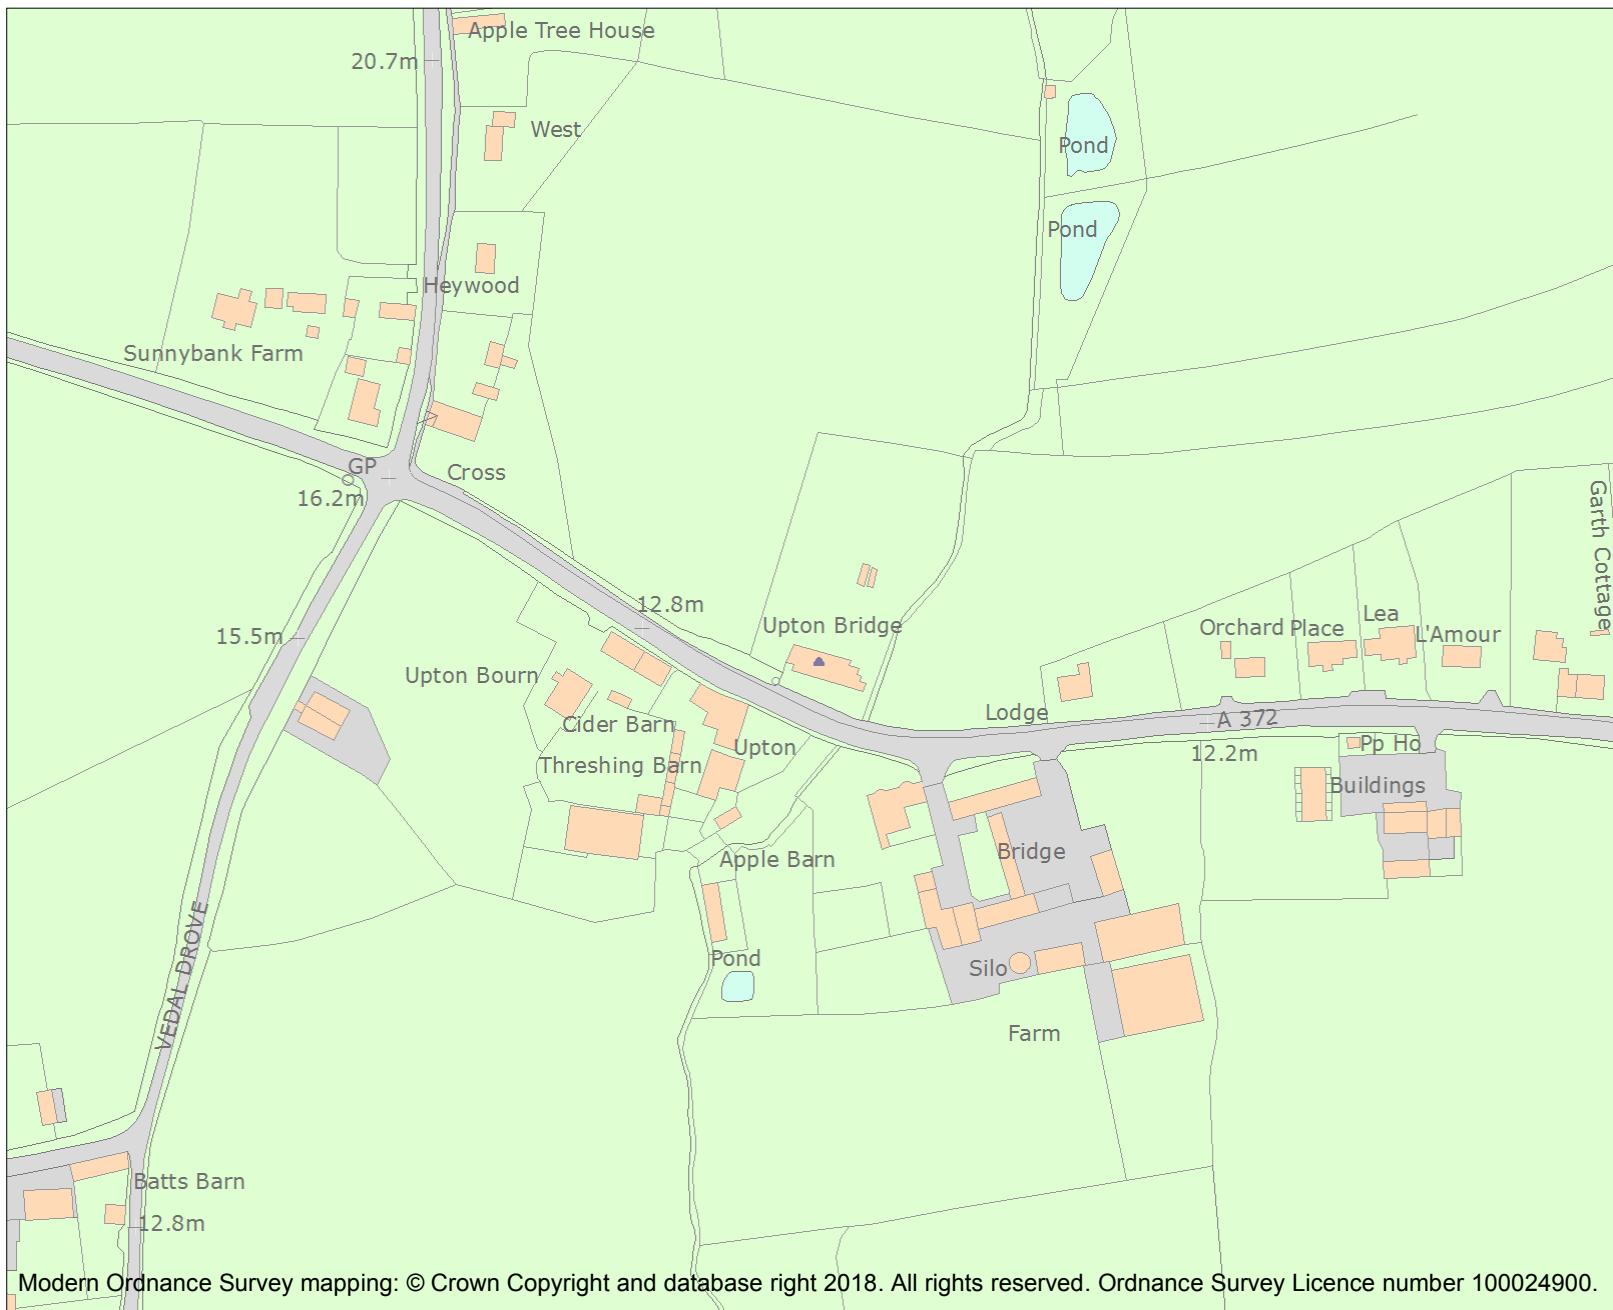 Apple Tree House
20.7m
West
Pond
Pond
Heywood
Sunnybank Farm
GP
16.2m
Cross
Garth Cottage
12.8m
Upton Bridge
15.5m
Orchard
Place
Lea
L'Amour
Upton Bourn
Cider Barn
Lodge
A 372
Upton
Threshing Barn
12.2m
Pp Ho
Buildings
Apple Barn
Bridge
Pond
Silo
VEDAL DROVE
Farm
Batts Barn
12.8m
Modern Ordnance Survey mapping: © Crown Copyright and database right 2018. All rights reserved. Ordnance Survey Licence number 100024900.